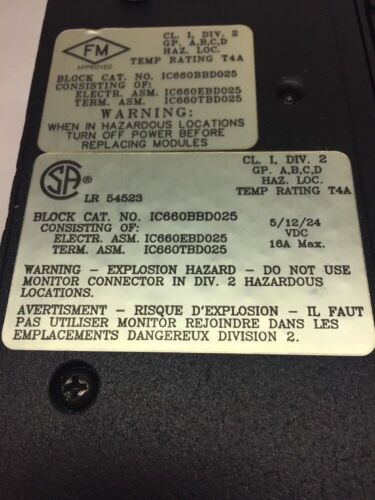 FM
APPROVED
CL. I, DIV. 2
GP. A,B,C,D
HAZ. LOC.
TEMP RATING T4A
BLOCK CAT. NO. IC660BBD025
CONSISTING OF:
ELECTR. ASM. IC660EBD025
TERM. ASM. IC660TBD025
WARNING:
WHEN IN HAZARDOUS LOCATIONS
TURN OFF POWER BEFORE
REPLACING MODULES
SA ®
LR 54523
CL. I, DIV. 2
GP. A,B,C,D
HAZ. LOC.
TEMP RATING T4A
BLOCK CAT. NO. IC660BBD025
CONSISTING OF:
ELECTR. ASM. IC660EBD025
TERM. ASM. IC660TBD025
5/12/24
VDC
16A Max.
WARNING - EXPLOSION HAZARD - DO NOT USE
MONITOR CONNECTOR IN DIV. 2 HAZARDOUS
LOCATIONS.
AVERTISMENT - RISQUE D'EXPLOSION - IL FAUT
PAS UTILISER MONITOR REJOINDRE DANS LES
EMPLACEMENTS DANGEREUX DIVISION 2.